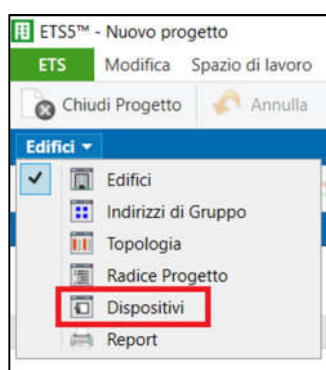 ETS5™ - Nuovo progetto
ETS Modifica Spazio di lavoro
Chiudi Progetto Annulla
Edifici
Edifici
Indirizzi di Gruppo
Topologia
Radice Progetto
Dispositivi
Report